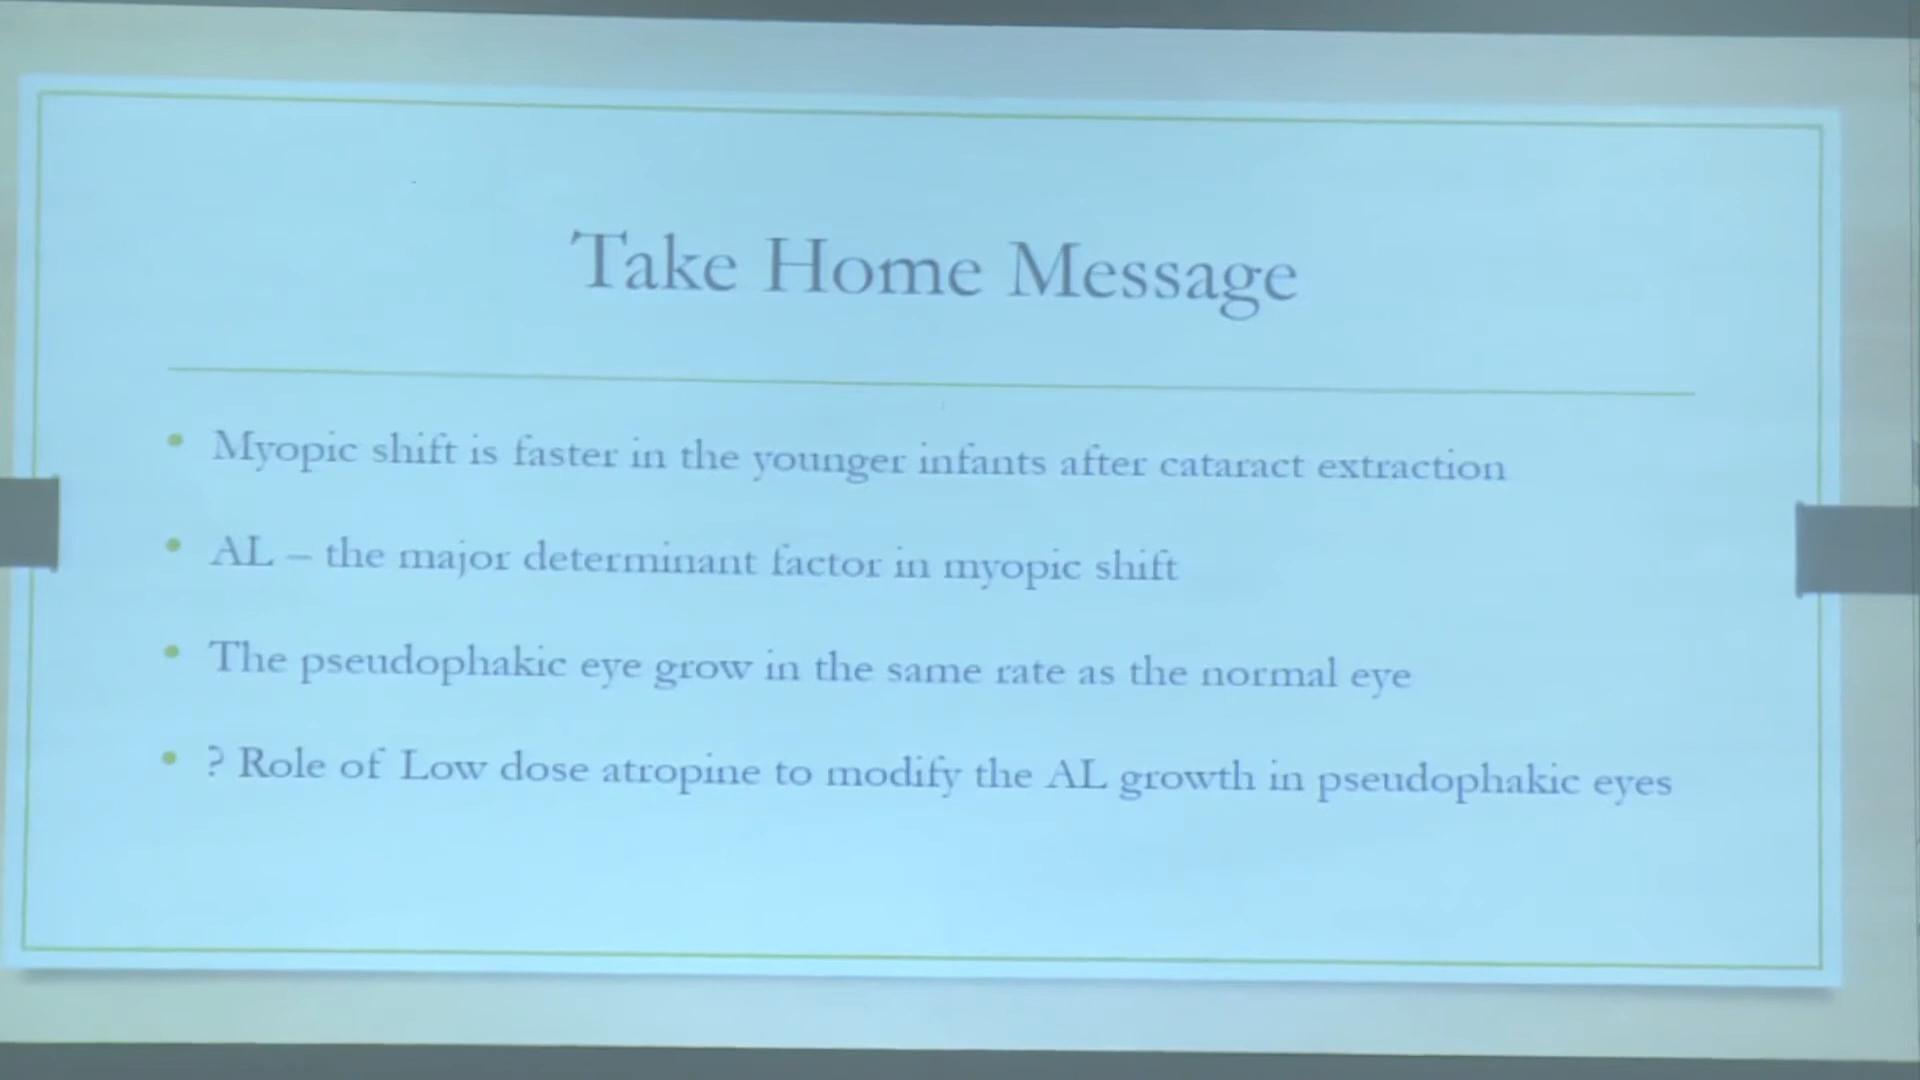 Take Home Message
• Myopic shift is faster in the younger infants after cataract extraction
• AL – the major determinant factor in myopic shift
• The pseudophakic eye grow in the same rate as the normal eye
• ? Role of Low dose atropine to modify the AL growth in pseudophakic eyes